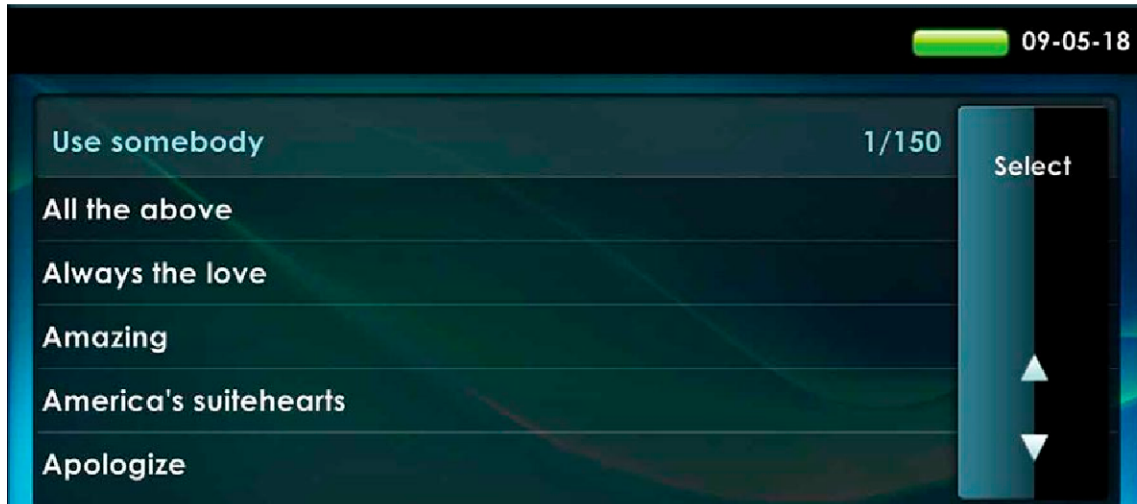 09-05-18
Use somebody 1/150
Select
All the above
Always the love
Amazing
America's suitehearts
Apologize